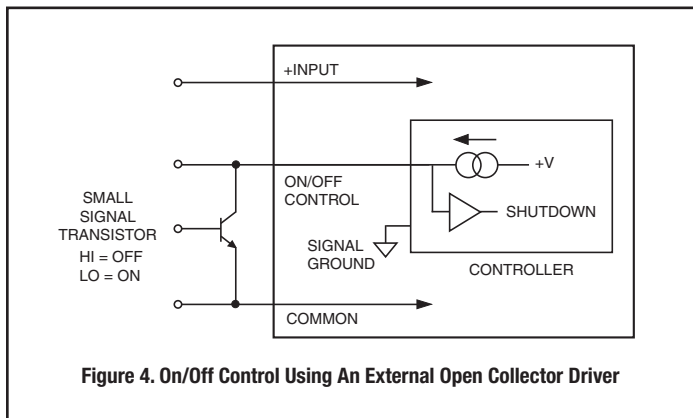 +INPUT
ON/OFF
CONTROL
+V
SHUTDOWN
SMALL
SIGNAL
TRANSISTOR
HI = OFF
LO = ON
SIGNAL
GROUND
CONTROLLER
COMMON
Figure 4. On/Off Control Using An External Open Collector Driver